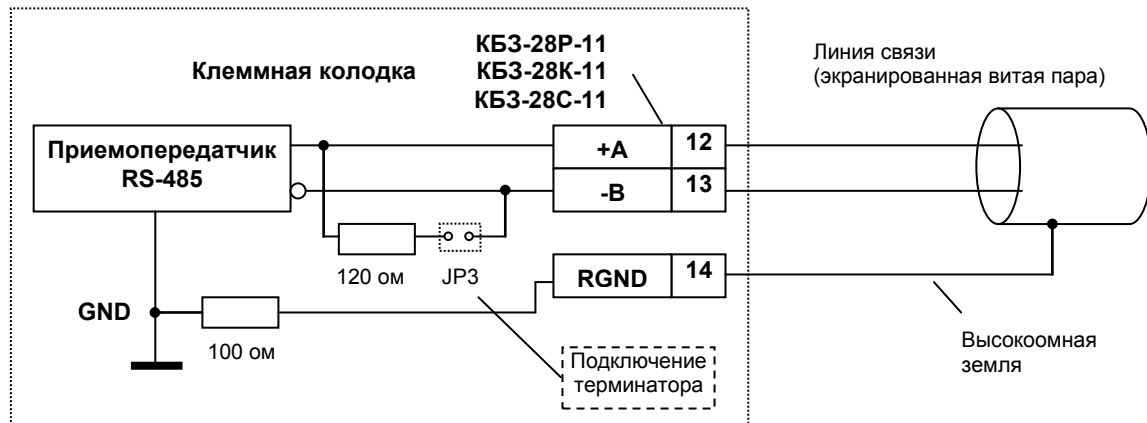 КБЗ-28Р-11
КБЗ-28К-11
КБЗ-28С-11
Клеммная колодка
Линия связи
(экранированная витая пара)
Приемопередатчик
RS-485
+A 12
-B 13
120 ом
JP3
RGND 14
GND
100 ом
Подключение
терминатора
Высокоомная
земля